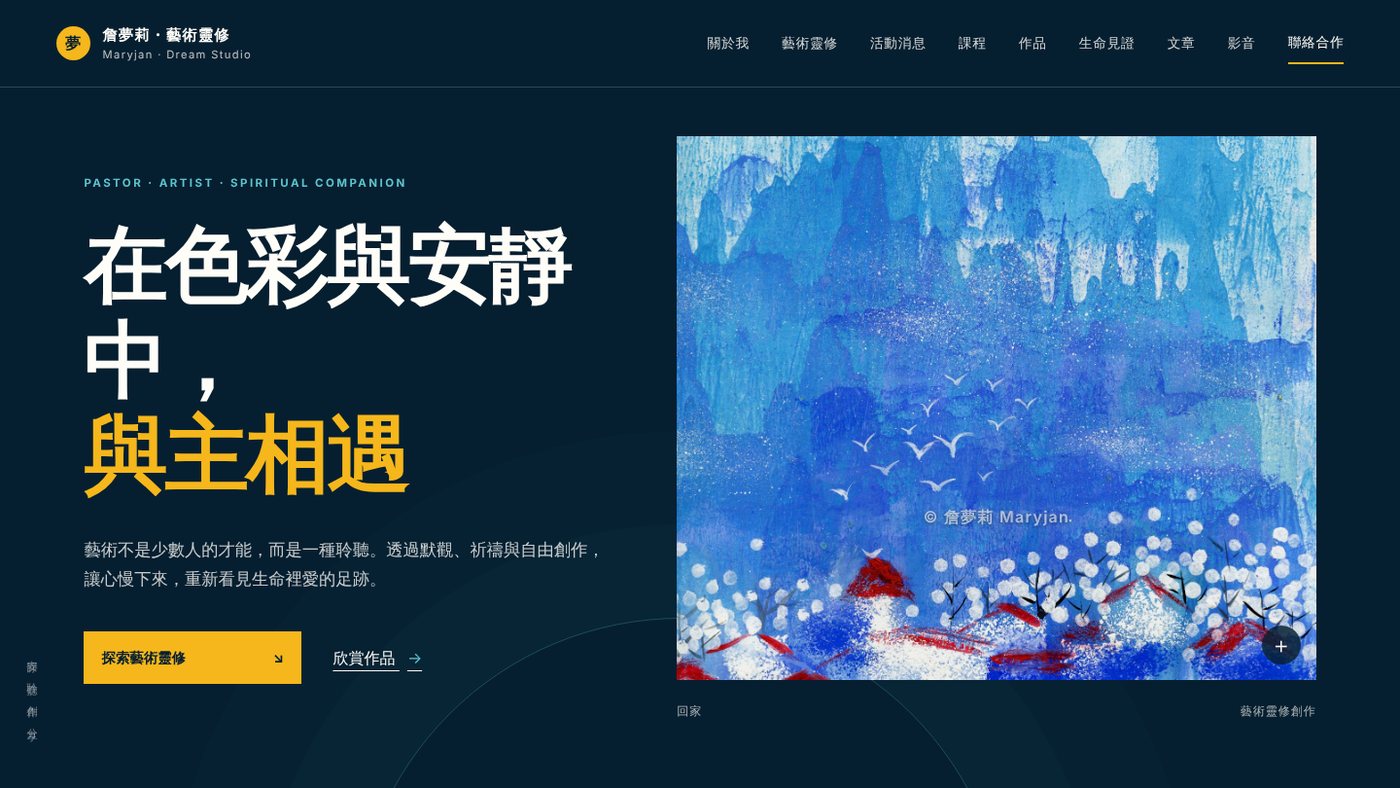 夢
詹夢莉・藝術靈修
Maryjan · Dream Studio
關於我
藝術靈修
活動消息
課程
作品
生命見證
文章
影音
聯絡合作
PASTOR · ARTIST · SPIRITUAL COMPANION
在色彩與安靜
中，
與主相遇
藝術不是少數人的才能，而是一種聆聽。透過默觀、祈禱與自由創作，
讓心慢下來，重新看見生命裡愛的足跡。
探索藝術靈修
欣賞作品
© 詹夢莉 Maryjan.
回家
藝術靈修創作